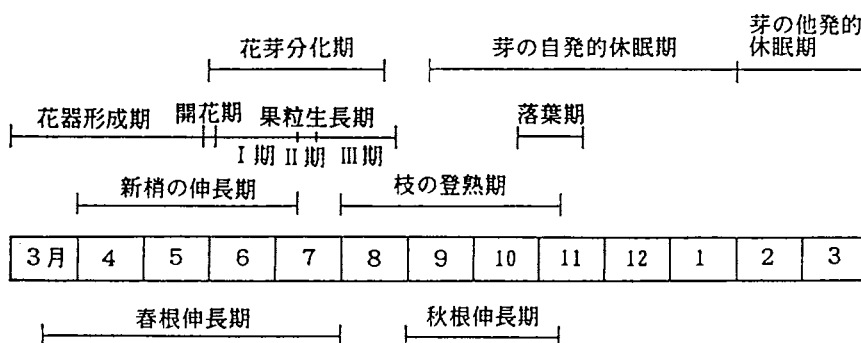 花芽分化期
芽の自発的休眠期
芽の他発的
休眠期
花器形成期
開花期
果粒生長期
落葉期
I期 II期 III期
新梢の伸長期
枝の登熟期
3月 4 5 6 7 8 9 10 11 12 1 2 3
春根伸長期
秋根伸長期